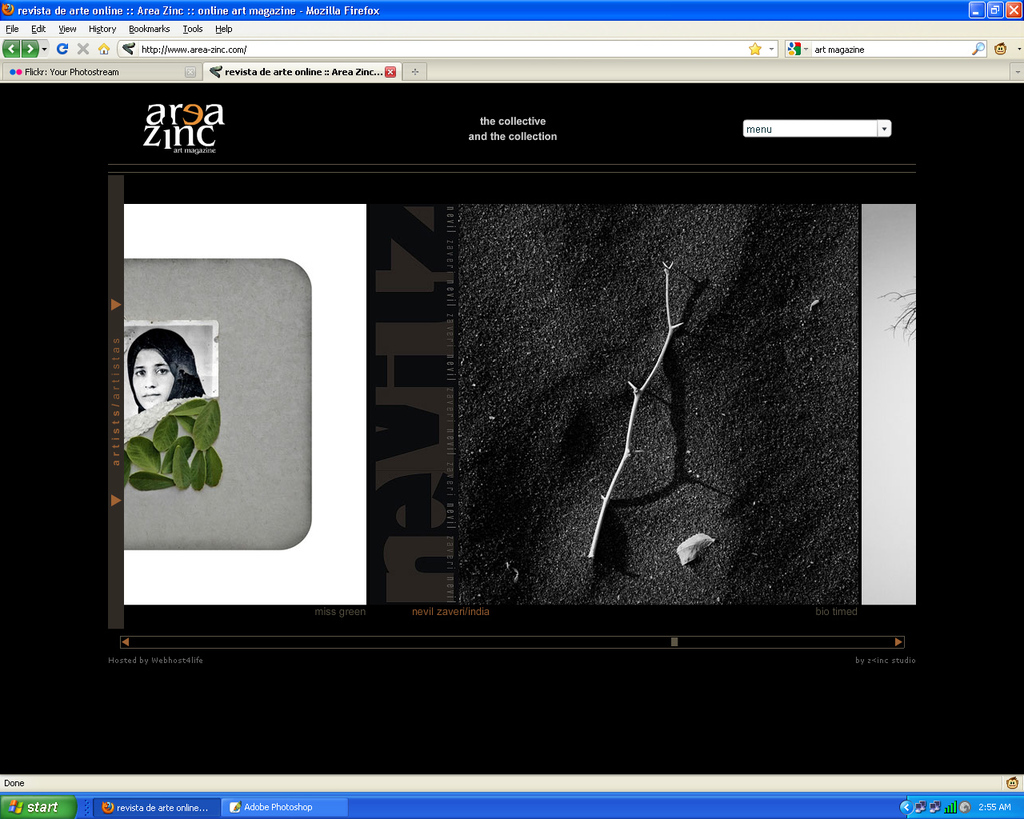 revista de arte online :: Area Zinc :: online art magazine - Mozilla Firefox
File Edit View History Bookmarks Tools Help
http://www.area-zinc.com/
art magazine
Flickr: Your Photostream
revista de arte online :: Area Zinc...
area
zinc
art magazine
the collective
and the collection
menu
artists/artistas
nevil z
nevil zaveri nevil zaveri nevil zaveri nevil zaveri nevil zaveri nevil
miss green
nevil zaveri/india
bio timed
Hosted by Webhost4life
by z<inc studio
Done
start
revista de arte online...
Adobe Photoshop
2:55 AM